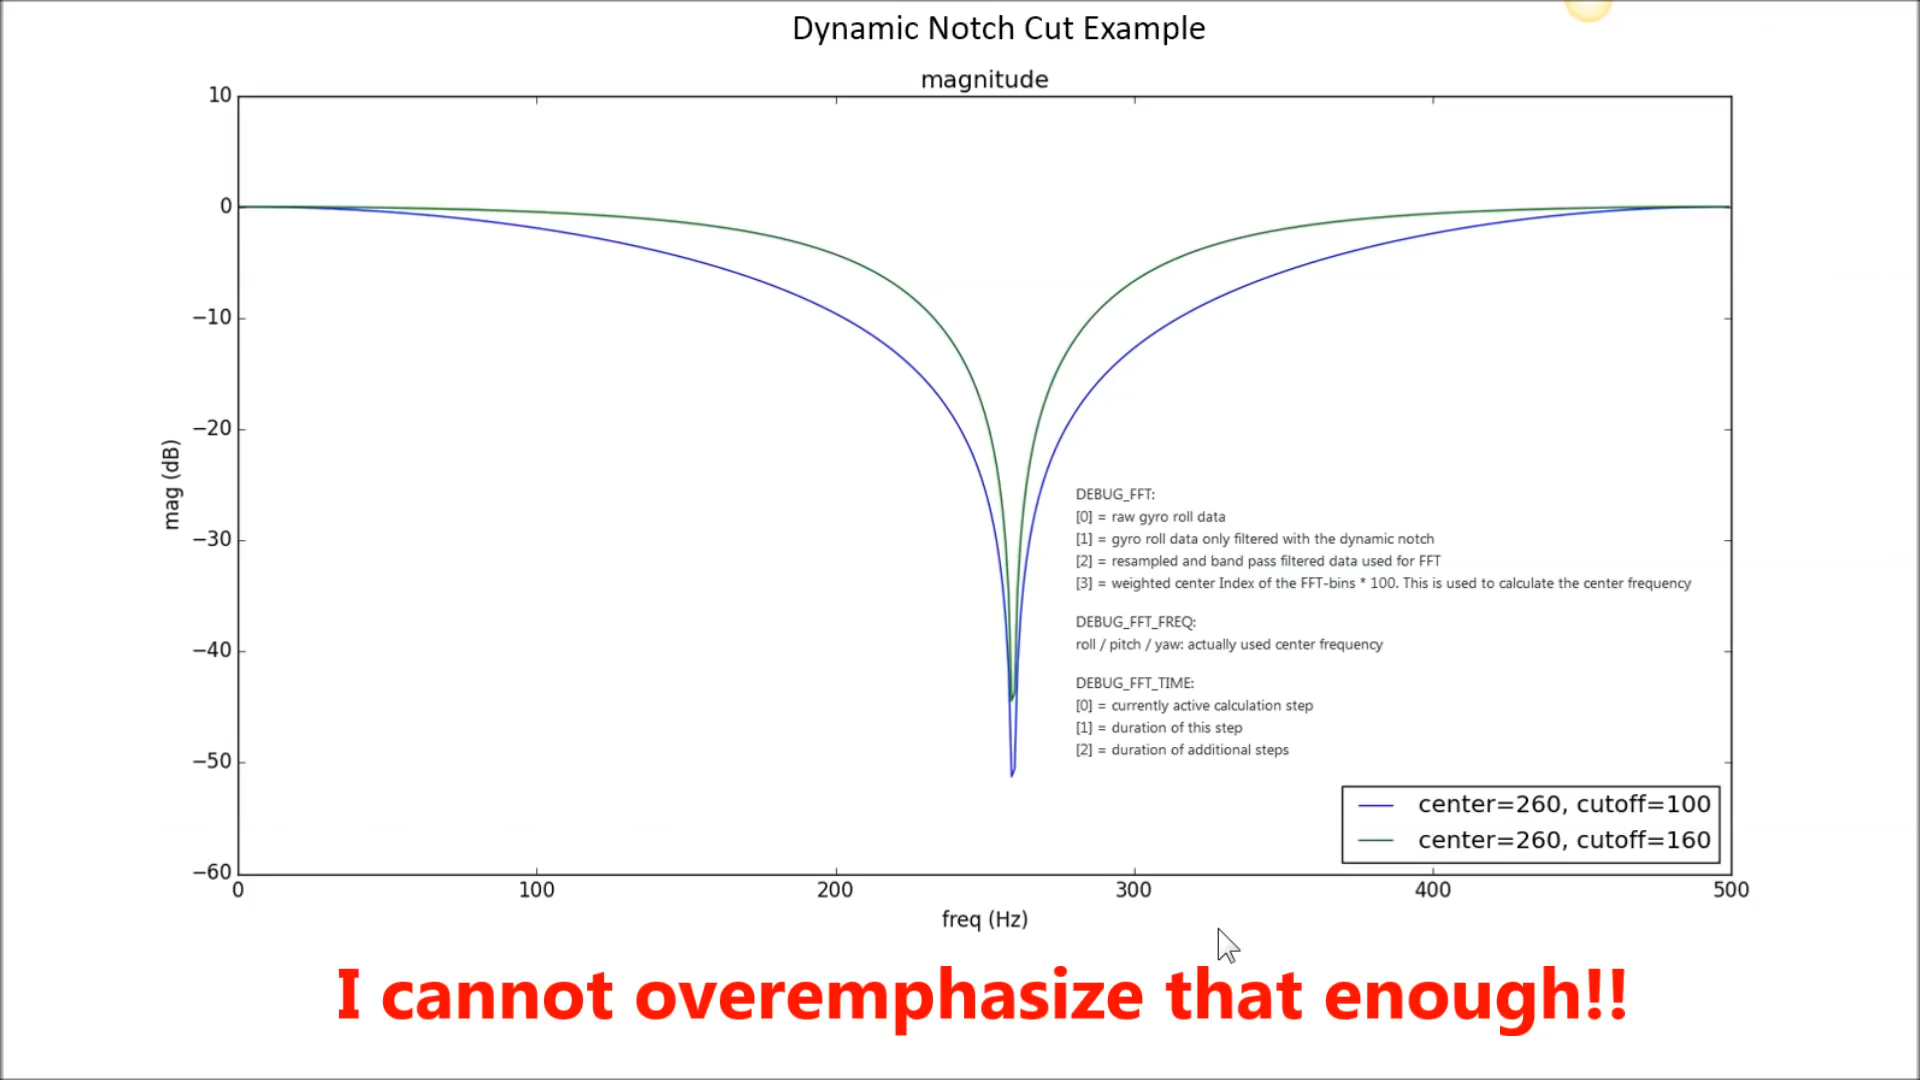 Dynamic Notch Cut Example
magnitude
10
0
−10
−20
−30
−40
−50
−60
mag (dB)
0 100 200 300 400 500
freq (Hz)
DEBUG_FFT:
[0] = raw gyro roll data
[1] = gyro roll data only filtered with the dynamic notch
[2] = resampled and band pass filtered data used for FFT
[3] = weighted center Index of the FFT-bins * 100. This is used to calculate the center frequency
DEBUG_FFT_FREQ:
roll / pitch / yaw: actually used center frequency
DEBUG_FFT_TIME:
[0] = currently active calculation step
[1] = duration of this step
[2] = duration of additional steps
center=260, cutoff=100
center=260, cutoff=160
I cannot overemphasize that enough!!